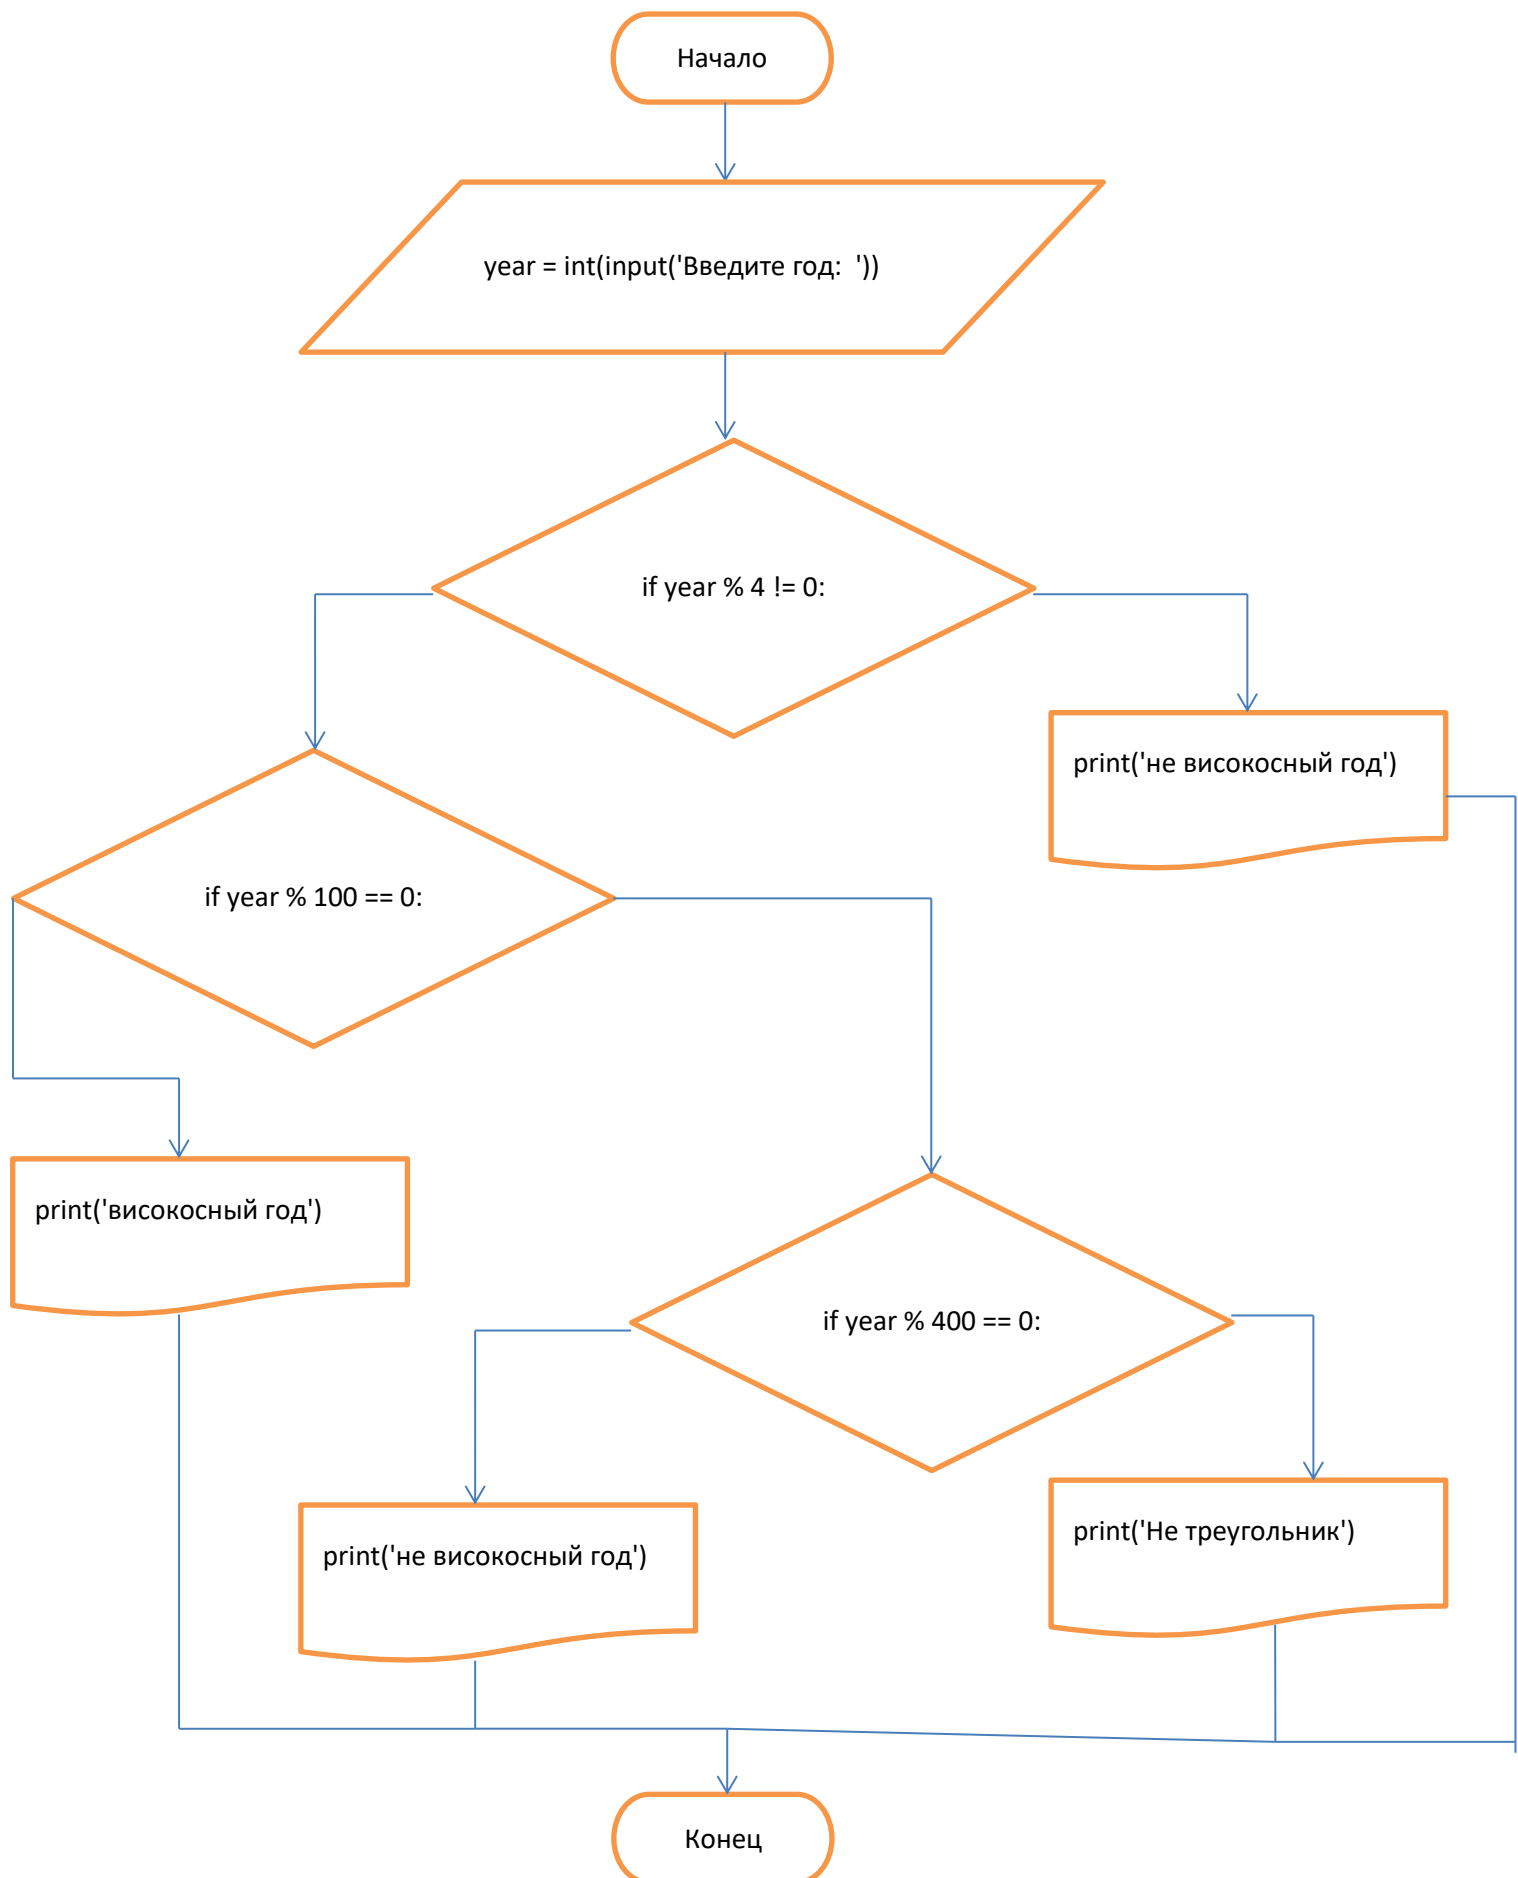 Начало
year = int(input('Введите год:  '))
if year % 4 != 0:
print('не високосный год')
if year % 100 == 0:
print('високосный год')
if year % 400 == 0:
print('не високосный год')
print('Не треугольник')
Конец